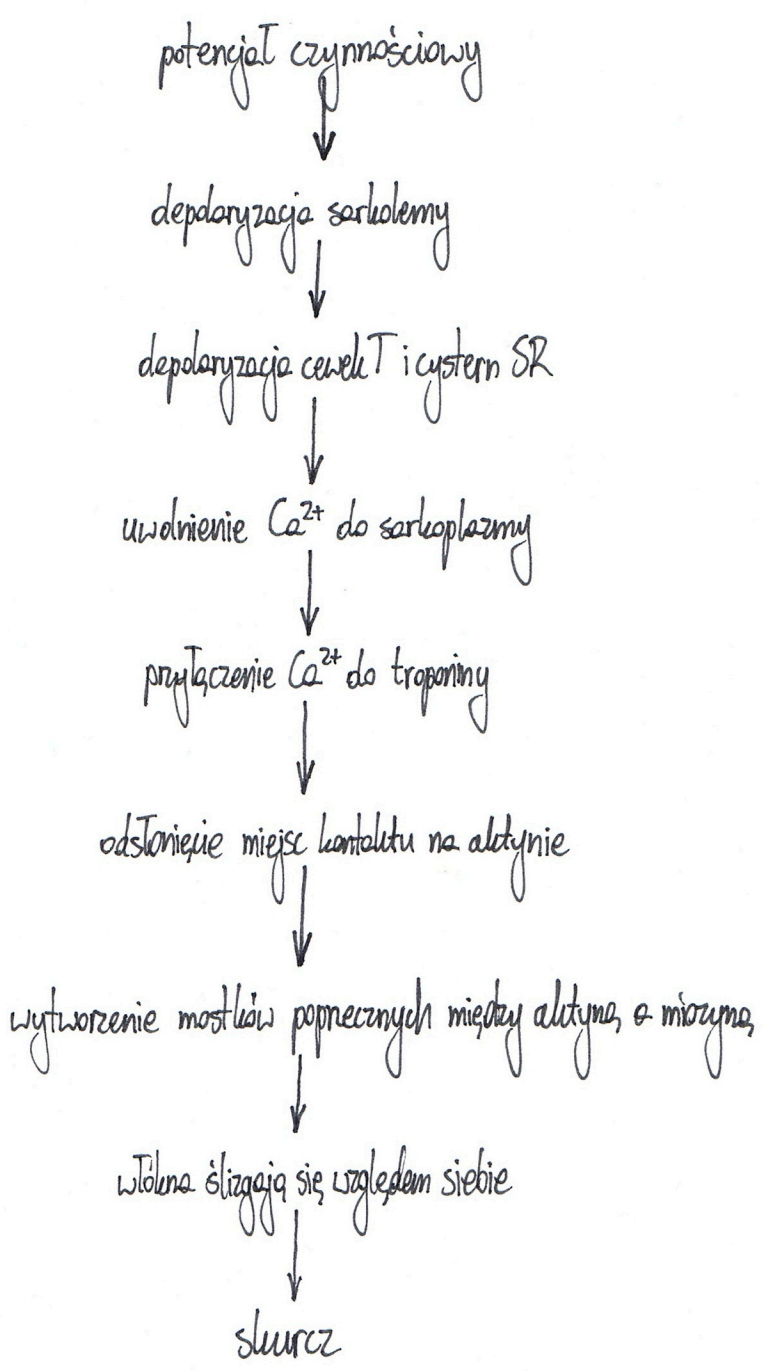 potencjał czynnościowy
depolaryzacja sarkolemy
depolaryzacja cewek T i cystern SR
uwolnienie Ca²⁺ do sarkoplazmy
przyłączenie Ca²⁺ do troponiny
odsłonięcie miejsc kontaktu na aktynie
wytworzenie mostków poprzecznych między aktyną a miozyną
włókna ślizgają się względem siebie
skurcz